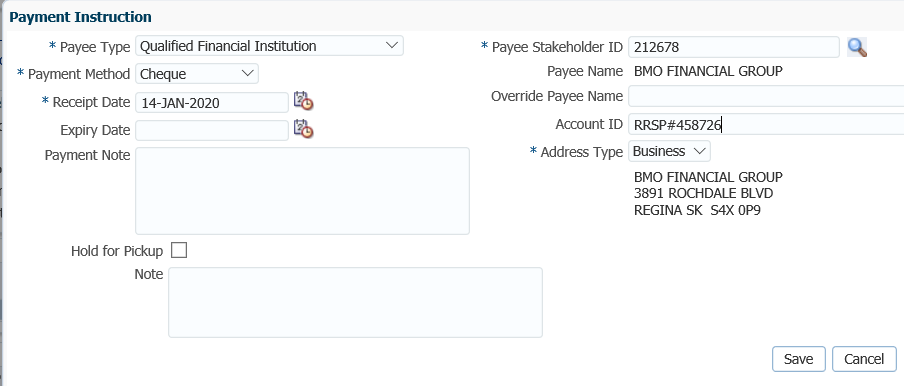 Payment Instruction
* Payee Type Qualified Financial Institution
* Payment Method Cheque
* Receipt Date 14-JAN-2020
Expiry Date
Payment Note
Hold for Pickup
Note
* Payee Stakeholder ID 212678
Payee Name BMO FINANCIAL GROUP
Override Payee Name
Account ID RRSP#458726
* Address Type Business
BMO FINANCIAL GROUP
3891 ROCHDALE BLVD
REGINA SK S4X 0P9
Save Cancel